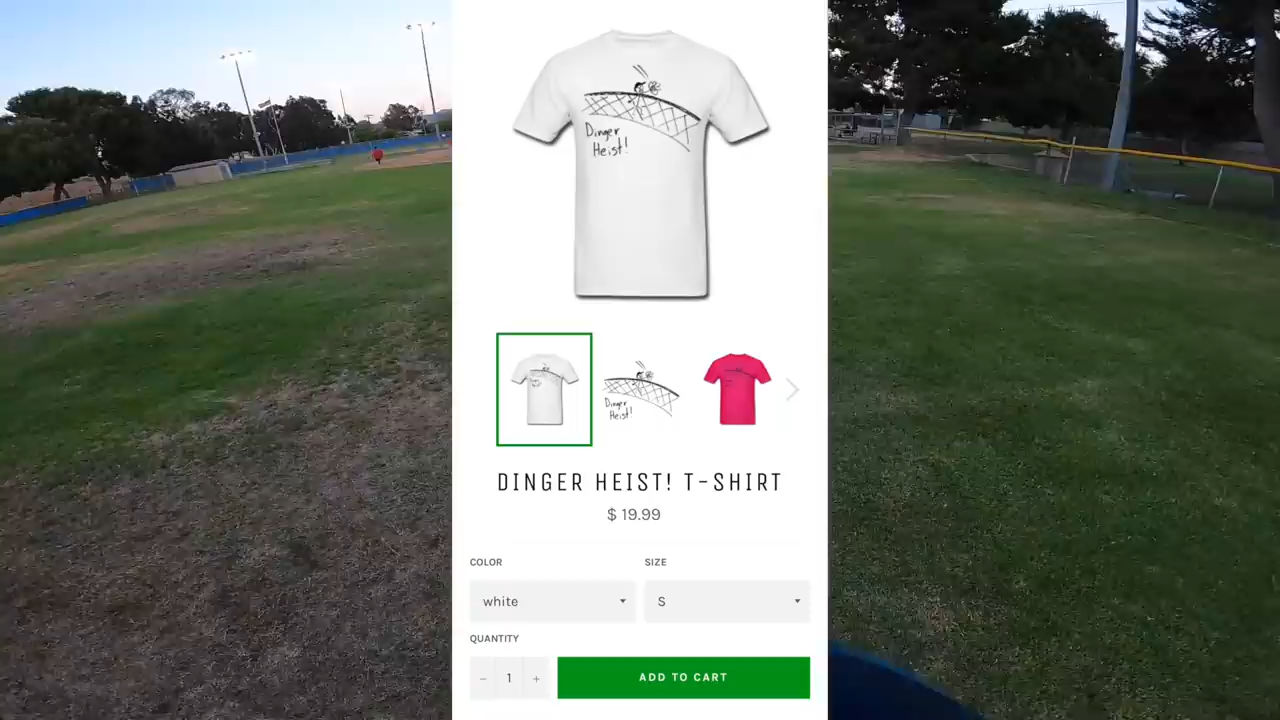 Dinger
Heist!
Dinger
Heist!
DINGER HEIST! T-SHIRT
$ 19.99
COLOR
SIZE
white
S
QUANTITY
− 1 +
ADD TO CART